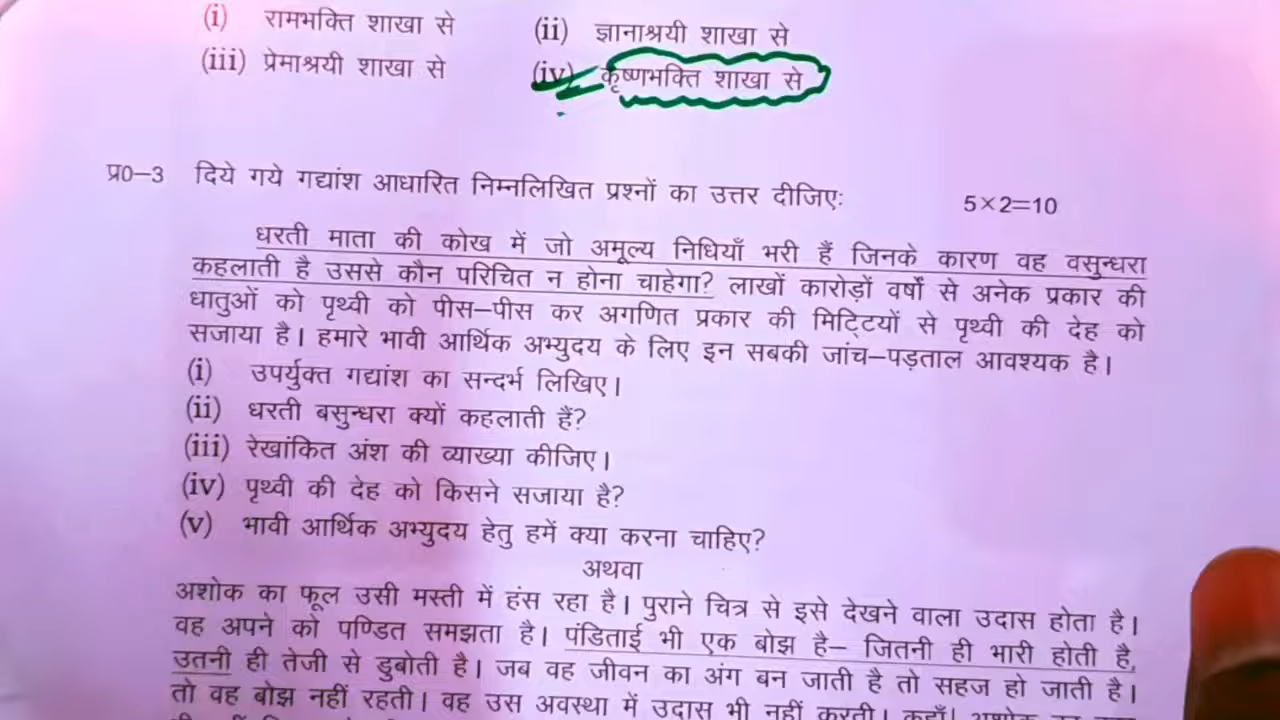 (i) रामभक्ति शाखा से (ii) ज्ञानाश्रयी शाखा से
(iii) प्रेमाश्रयी शाखा से (iv) कृष्णभक्ति शाखा से
प्र0–3 दिये गये गद्यांश आधारित निम्नलिखित प्रश्नों का उत्तर दीजिएः 5×2=10
धरती माता की कोख में जो अमूल्य निधियाँ भरी हैं जिनके कारण वह वसुन्धरा
कहलाती है उससे कौन परिचित न होना चाहेगा? लाखों कारोड़ों वर्षों से अनेक प्रकार की
धातुओं को पृथ्वी को पीस–पीस कर अगणित प्रकार की मिट्टियों से पृथ्वी की देह को
सजाया है। हमारे भावी आर्थिक अभ्युदय के लिए इन सबकी जांच–पड़ताल आवश्यक है।
(i) उपर्युक्त गद्यांश का सन्दर्भ लिखिए।
(ii) धरती बसुन्धरा क्यों कहलाती हैं?
(iii) रेखांकित अंश की व्याख्या कीजिए।
(iv) पृथ्वी की देह को किसने सजाया है?
(v) भावी आर्थिक अभ्युदय हेतु हमें क्या करना चाहिए?
अथवा
अशोक का फूल उसी मस्ती में हंस रहा है। पुराने चित्र से इसे देखने वाला उदास होता है।
वह अपने को पण्डित समझता है। पंडिताई भी एक बोझ है– जितनी ही भारी होती है,
उतनी ही तेजी से डुबोती है। जब वह जीवन का अंग बन जाती है तो सहज हो जाती है।
तो वह बोझ नहीं रहती। वह उस अवस्था में उदास भी नहीं करती। कहाँ! अशोक का